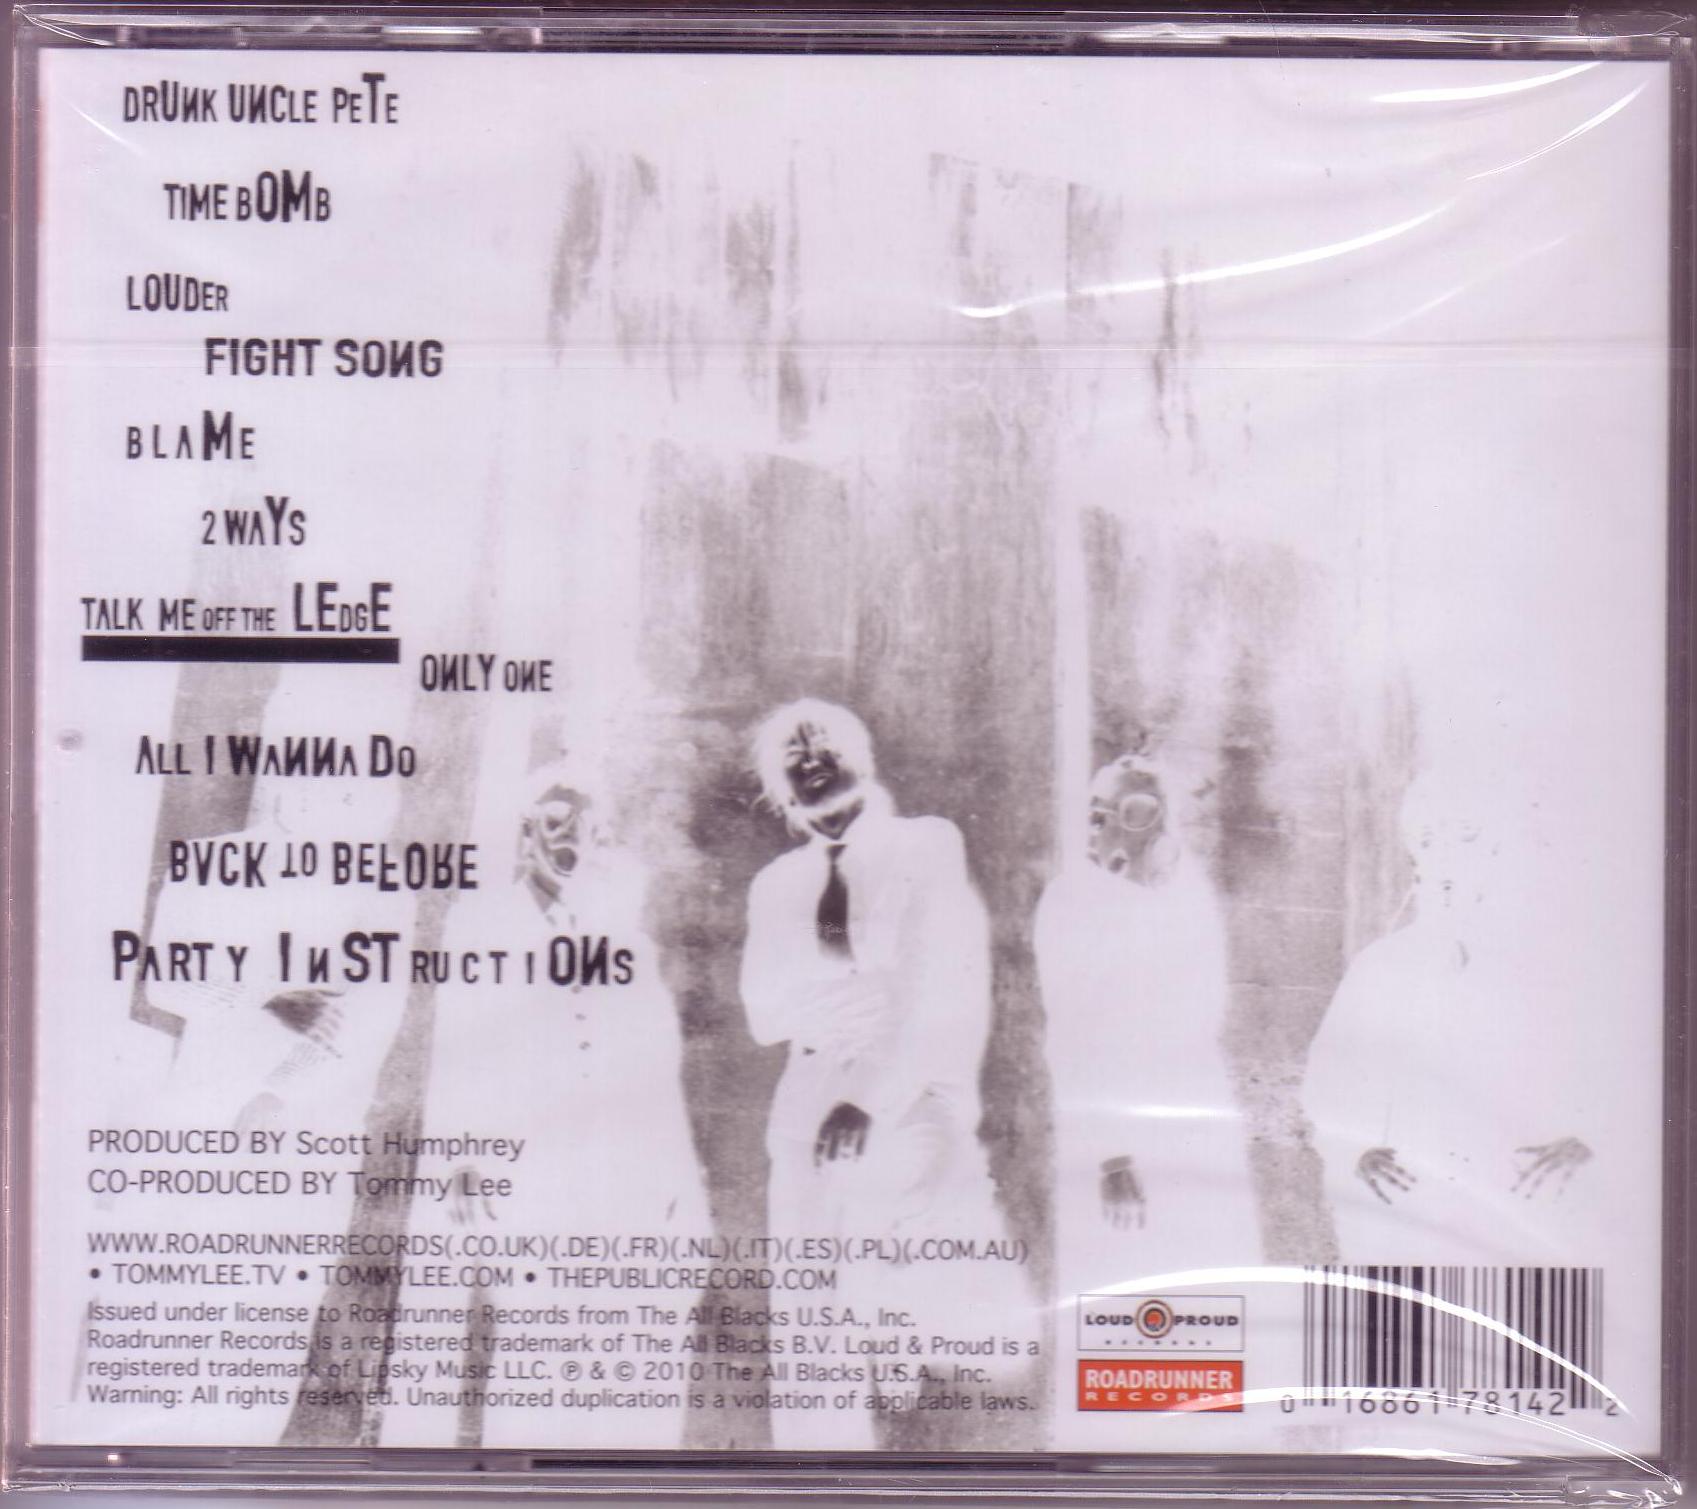 DRUNK UNCLE PETE
TIME BOMB
LOUDER
FIGHT SONG
BLAME
2 WAYS
TALK ME OFF THE LEDGE
ONLY ONE
ALL I WANNA DO
BACK TO BEFORE
PARTY INSTRUCTIONS
PRODUCED BY Scott Humphrey
CO-PRODUCED BY Tommy Lee
WWW.ROADRUNNERRECORDS(.CO.UK)(.DE)(.FR)(.NL)(.IT)(.ES)(.PL)(.COM.AU)
• TOMMYLEE.TV • TOMMYLEE.COM • THEPUBLICRECORD.COM
Issued under license to Roadrunner Records from The All Blacks U.S.A., Inc.
Roadrunner Records is a registered trademark of The All Blacks B.V. Loud & Proud is a
registered trademark of Lipsky Music LLC. ℗ & © 2010 The All Blacks U.S.A., Inc.
Warning: All rights reserved. Unauthorized duplication is a violation of applicable laws.
LOUD PROUD
RECORDS
ROADRUNNER
RECORDS
0 16861 78142 2